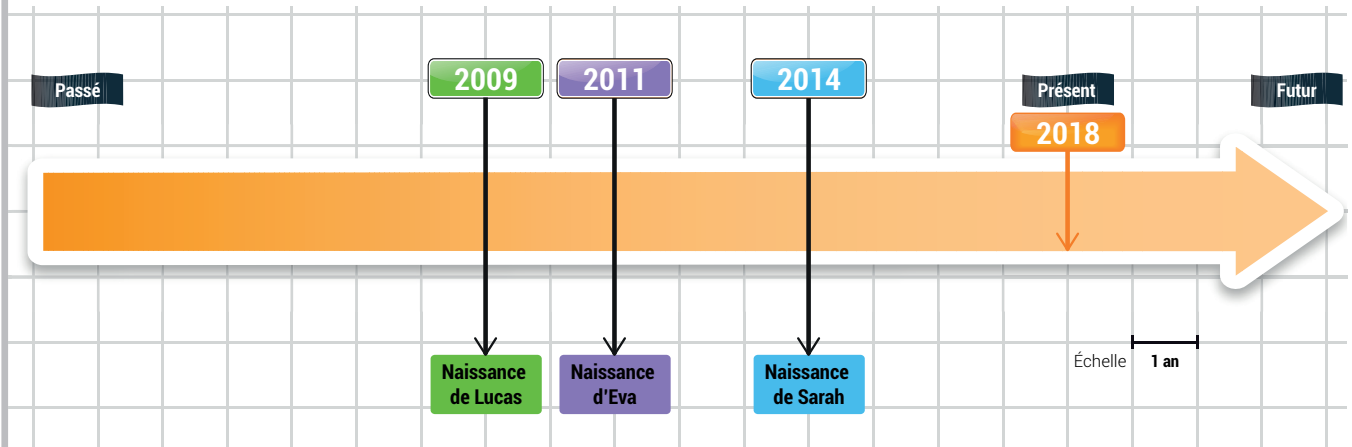 2009
2011
2014
Passé
Présent
Futur
2018
Échelle
1 an
Naissance
de Lucas
Naissance
d'Eva
Naissance
de Sarah